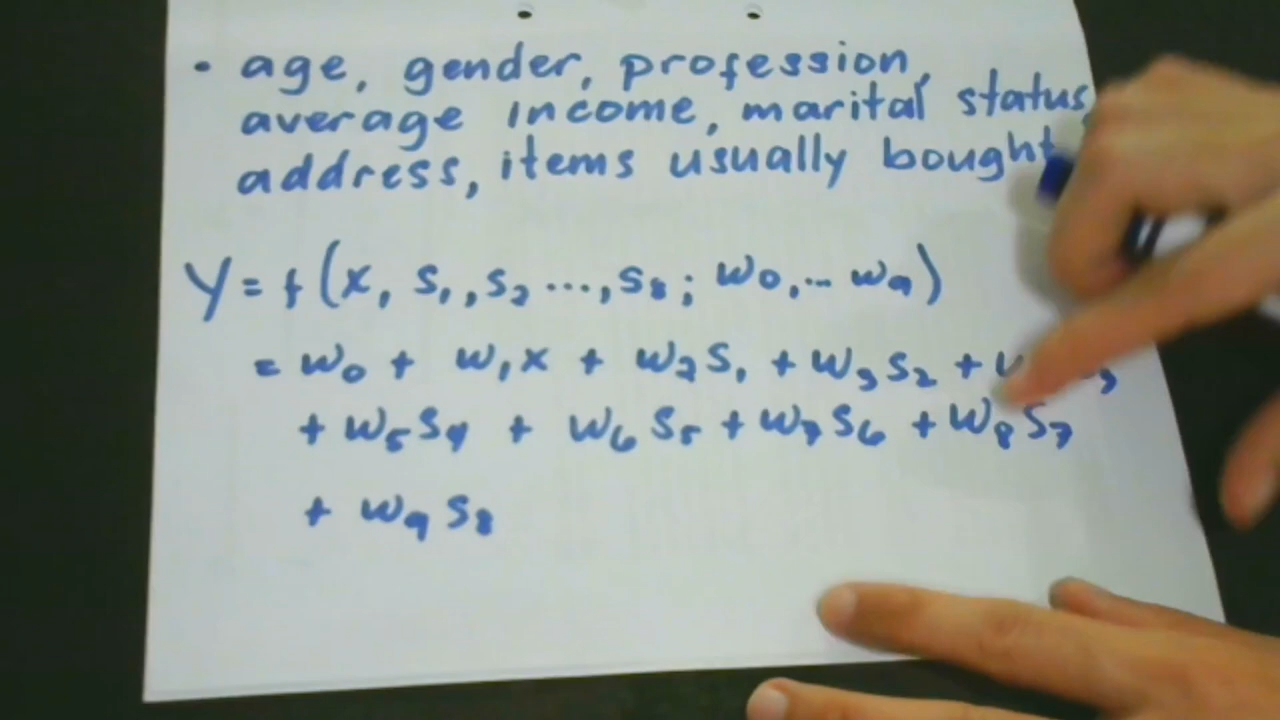 • age, gender, profession,
average income, marital status,
address, items usually bought
Y = f(x, s₁, s₂ ..., s₈; w₀, ... w₉)
= w₀ + w₁x + w₂s₁ + w₃s₂ +
+ w₅s₄ + w₆s₅ + w₇s₆ + w₈s₇
+ w₉s₈